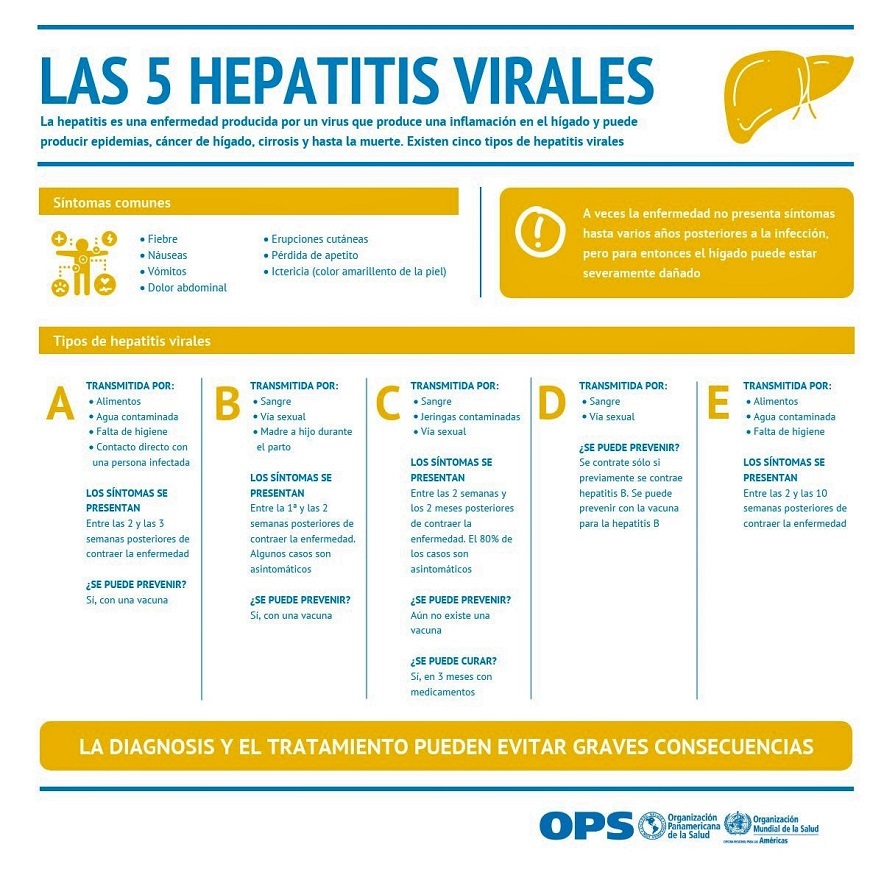 LAS 5 HEPATITIS VIRALES
La hepatitis es una enfermedad producida por un virus que produce una inflamación en el hígado y puede
producir epidemias, cáncer de hígado, cirrosis y hasta la muerte. Existen cinco tipos de hepatitis virales
Síntomas comunes
• Fiebre
• Náuseas
• Vómitos
• Dolor abdominal
• Erupciones cutáneas
• Pérdida de apetito
• Ictericia (color amarillento de la piel)
A veces la enfermedad no presenta síntomas
hasta varios años posteriores a la infección,
pero para entonces el hígado puede estar
severamente dañado
Tipos de hepatitis virales
A
TRANSMITIDA POR:
• Alimentos
• Agua contaminada
• Falta de higiene
• Contacto directo con
una persona infectada
LOS SÍNTOMAS SE
PRESENTAN
Entre las 2 y las 3
semanas posteriores de
contraer la enfermedad
¿SE PUEDE PREVENIR?
Sí, con una vacuna
B
TRANSMITIDA POR:
• Sangre
• Vía sexual
• Madre a hijo durante
el parto
LOS SÍNTOMAS SE
PRESENTAN
Entre la 1ª y las 2
semanas posteriores de
contraer la enfermedad.
Algunos casos son
asintomáticos
¿SE PUEDE PREVENIR?
Sí, con una vacuna
C
TRANSMITIDA POR:
• Sangre
• Jeringas contaminadas
• Vía sexual
LOS SÍNTOMAS SE
PRESENTAN
Entre las 2 semanas y
los 2 meses posteriores
de contraer la
enfermedad. El 80% de
los casos son
asintomáticos
¿SE PUEDE PREVENIR?
Aún no existe una
vacuna
¿SE PUEDE CURAR?
Sí, en 3 meses con
medicamentos
D
TRANSMITIDA POR:
• Sangre
• Vía sexual
¿SE PUEDE PREVENIR?
Se contrate sólo si
previamente se contrae
hepatitis B. Se puede
prevenir con la vacuna
para la hepatitis B
E
TRANSMITIDA POR:
• Alimentos
• Agua contaminada
• Falta de higiene
LOS SÍNTOMAS SE
PRESENTAN
Entre las 2 y las 10
semanas posteriores de
contraer la enfermedad
LA DIAGNOSIS Y EL TRATAMIENTO PUEDEN EVITAR GRAVES CONSECUENCIAS
OPS
Organización
Panamericana
de la Salud
Organización
Mundial de la Salud
Américas